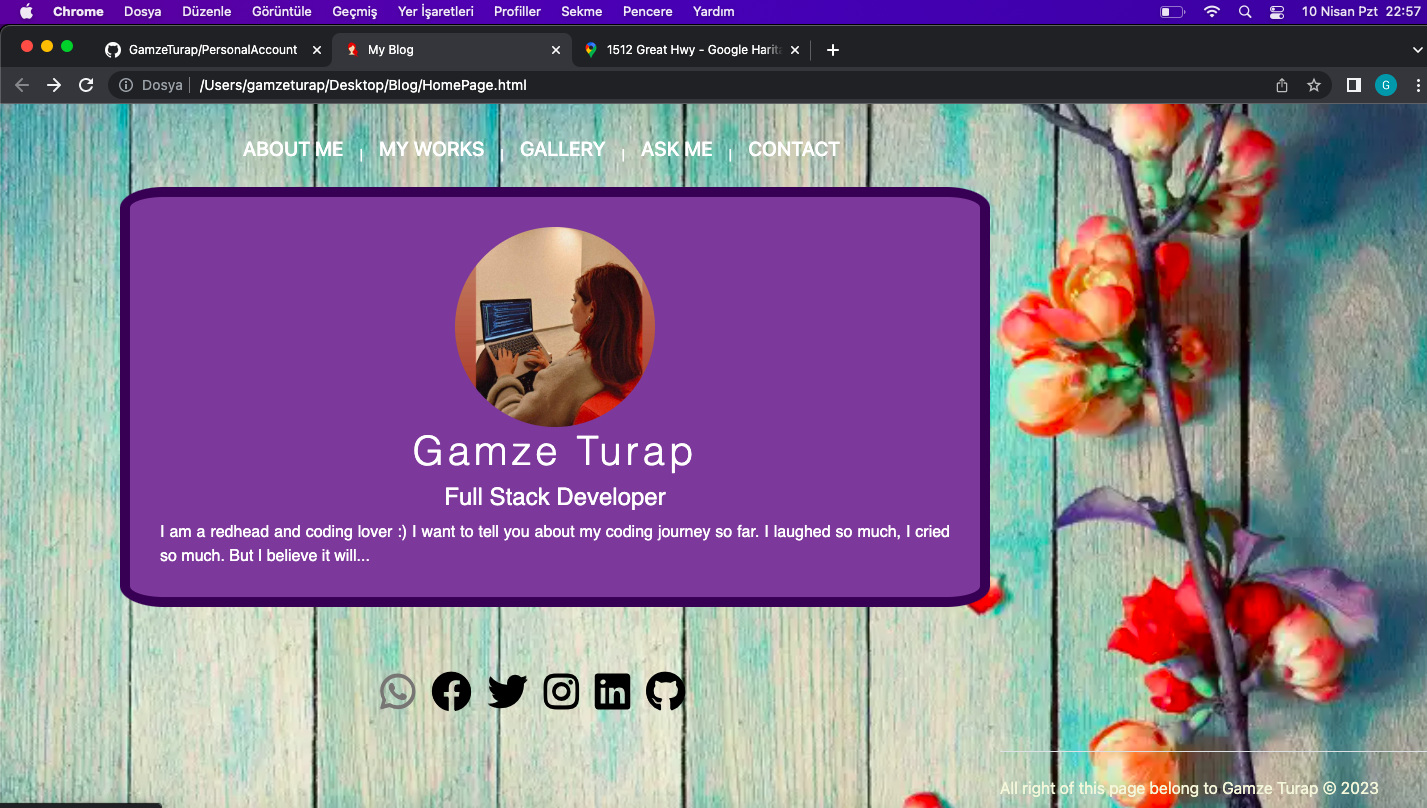 Chrome Dosya Düzenle Görüntüle Geçmiş Yer İşaretleri Profiller Sekme Pencere Yardım 10 Nisan Pzt 22:57
GamzeTurap/PersonalAccount My Blog 1512 Great Hwy - Google Harita
Dosya /Users/gamzeturap/Desktop/Blog/HomePage.html G
ABOUT ME | MY WORKS | GALLERY | ASK ME | CONTACT
Gamze Turap
Full Stack Developer
I am a redhead and coding lover :) I want to tell you about my coding journey so far. I laughed so much, I cried
so much. But I believe it will...
All right of this page belong to Gamze Turap © 2023